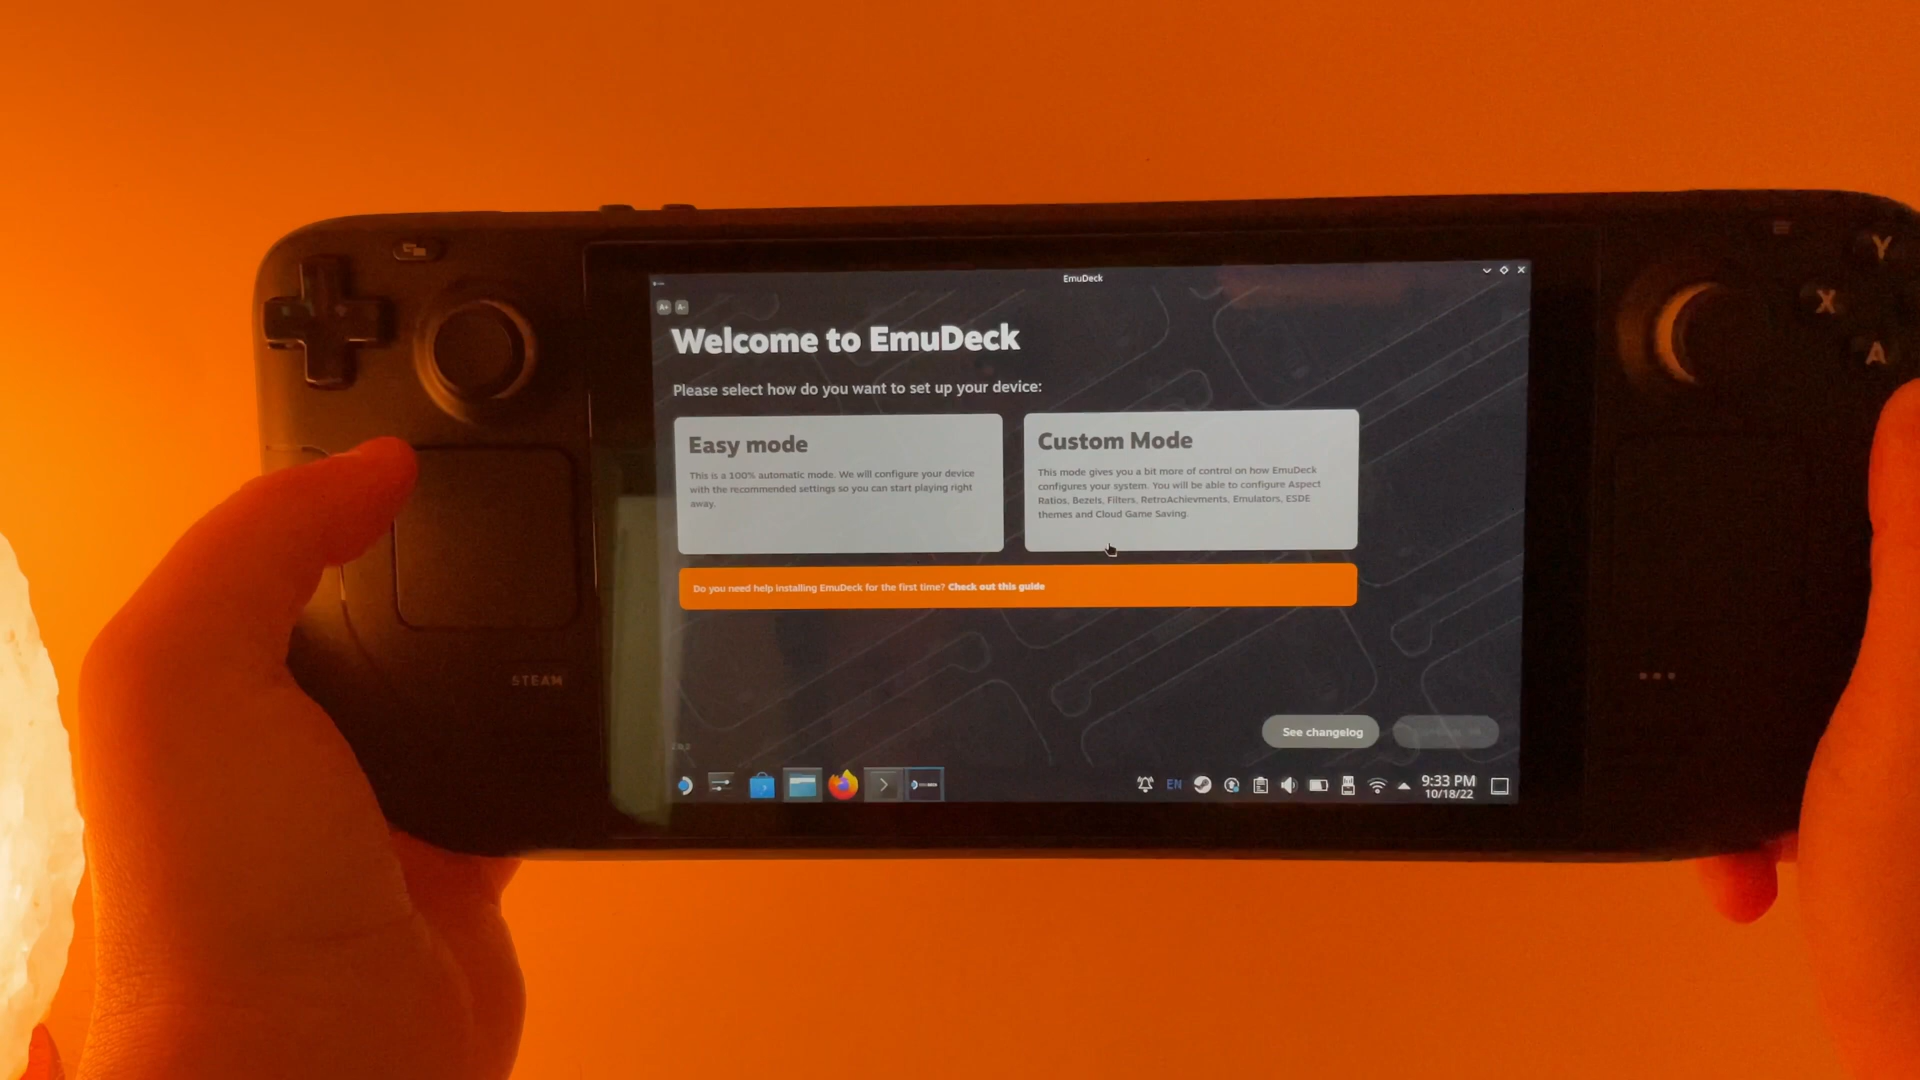 EmuDeck
A+ A-
Welcome to EmuDeck
Please select how do you want to set up your device:
Easy mode
This is a 100% automatic mode. We will configure your device
with the recommended settings so you can start playing right
away.
Custom Mode
This mode gives you a bit more of control on how EmuDeck
configures your system. You will be able to configure Aspect
Ratios, Bezels, Filters, RetroAchievments, Emulators, ESDE
themes and Cloud Game Saving.
Do you need help installing EmuDeck for the first time? Check out this guide
See changelog
EN
9:33 PM
10/18/22
STEAM
Y
X
A